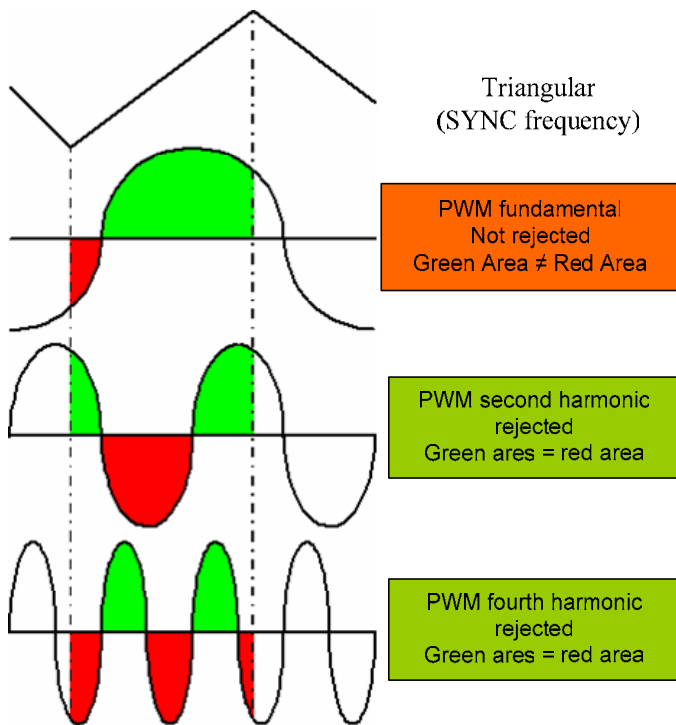 Triangular
(SYNC frequency)
PWM fundamental
Not rejected
Green Area ≠ Red Area
PWM second harmonic
rejected
Green ares = red area
PWM fourth harmonic
rejected
Green ares = red area